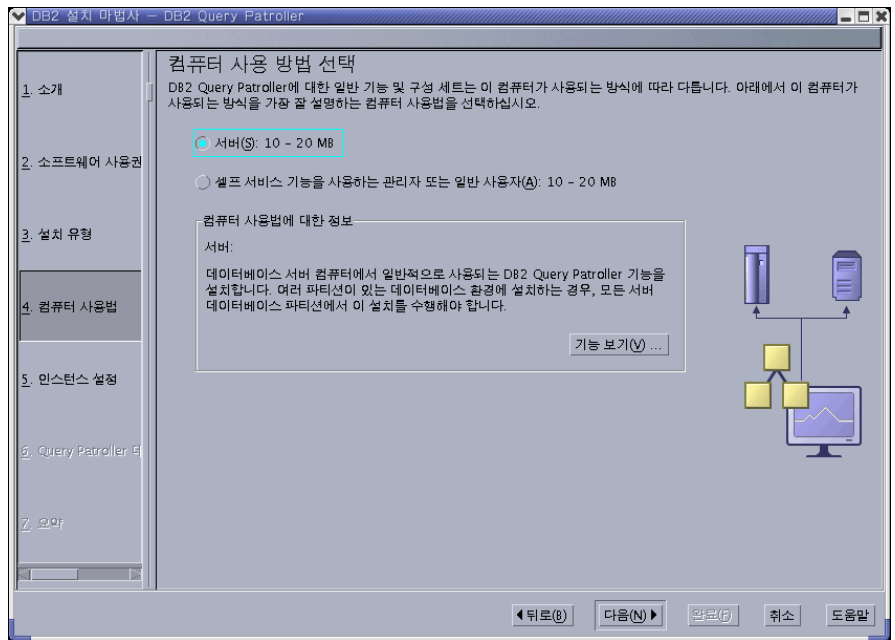 DB2 설치 마법사 - DB2 Query Patroller
1. 소개
2. 소프트웨어 사용권
3. 설치 유형
4. 컴퓨터 사용법
5. 인스턴스 설정
6. Query Patroller 데
7. 요약
컴퓨터 사용 방법 선택
DB2 Query Patroller에 대한 일반 기능 및 구성 세트는 이 컴퓨터가 사용되는 방식에 따라 다릅니다. 아래에서 이 컴퓨터가
사용되는 방식을 가장 잘 설명하는 컴퓨터 사용법을 선택하십시오.
서버(S): 10 - 20 MB
셀프 서비스 기능을 사용하는 관리자 또는 일반 사용자(A): 10 - 20 MB
컴퓨터 사용법에 대한 정보
서버:
데이터베이스 서버 컴퓨터에서 일반적으로 사용되는 DB2 Query Patroller 기능을
설치합니다. 여러 파티션이 있는 데이터베이스 환경에 설치하는 경우, 모든 서버
데이터베이스 파티션에서 이 설치를 수행해야 합니다.
기능 보기(V) ...
뒤로(B)
다음(N)
완료(F)
취소
도움말